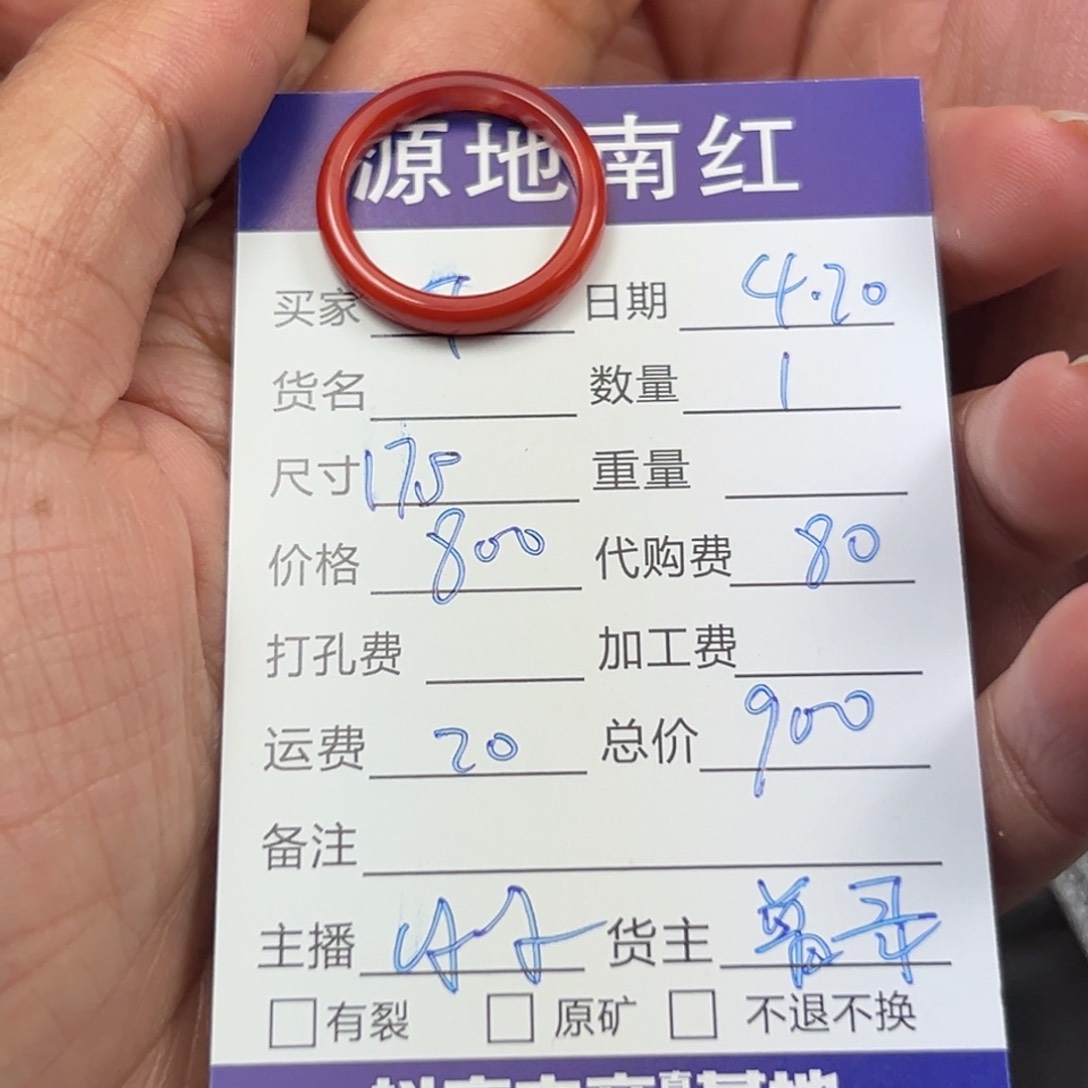 源地南红
买家 日期 4.20
货名 数量 1
尺寸 175 重量
价格 800 代购费 80
打孔费 加工费
运费 20 总价 900
备注
主播 货主
有裂 原矿 不退不换